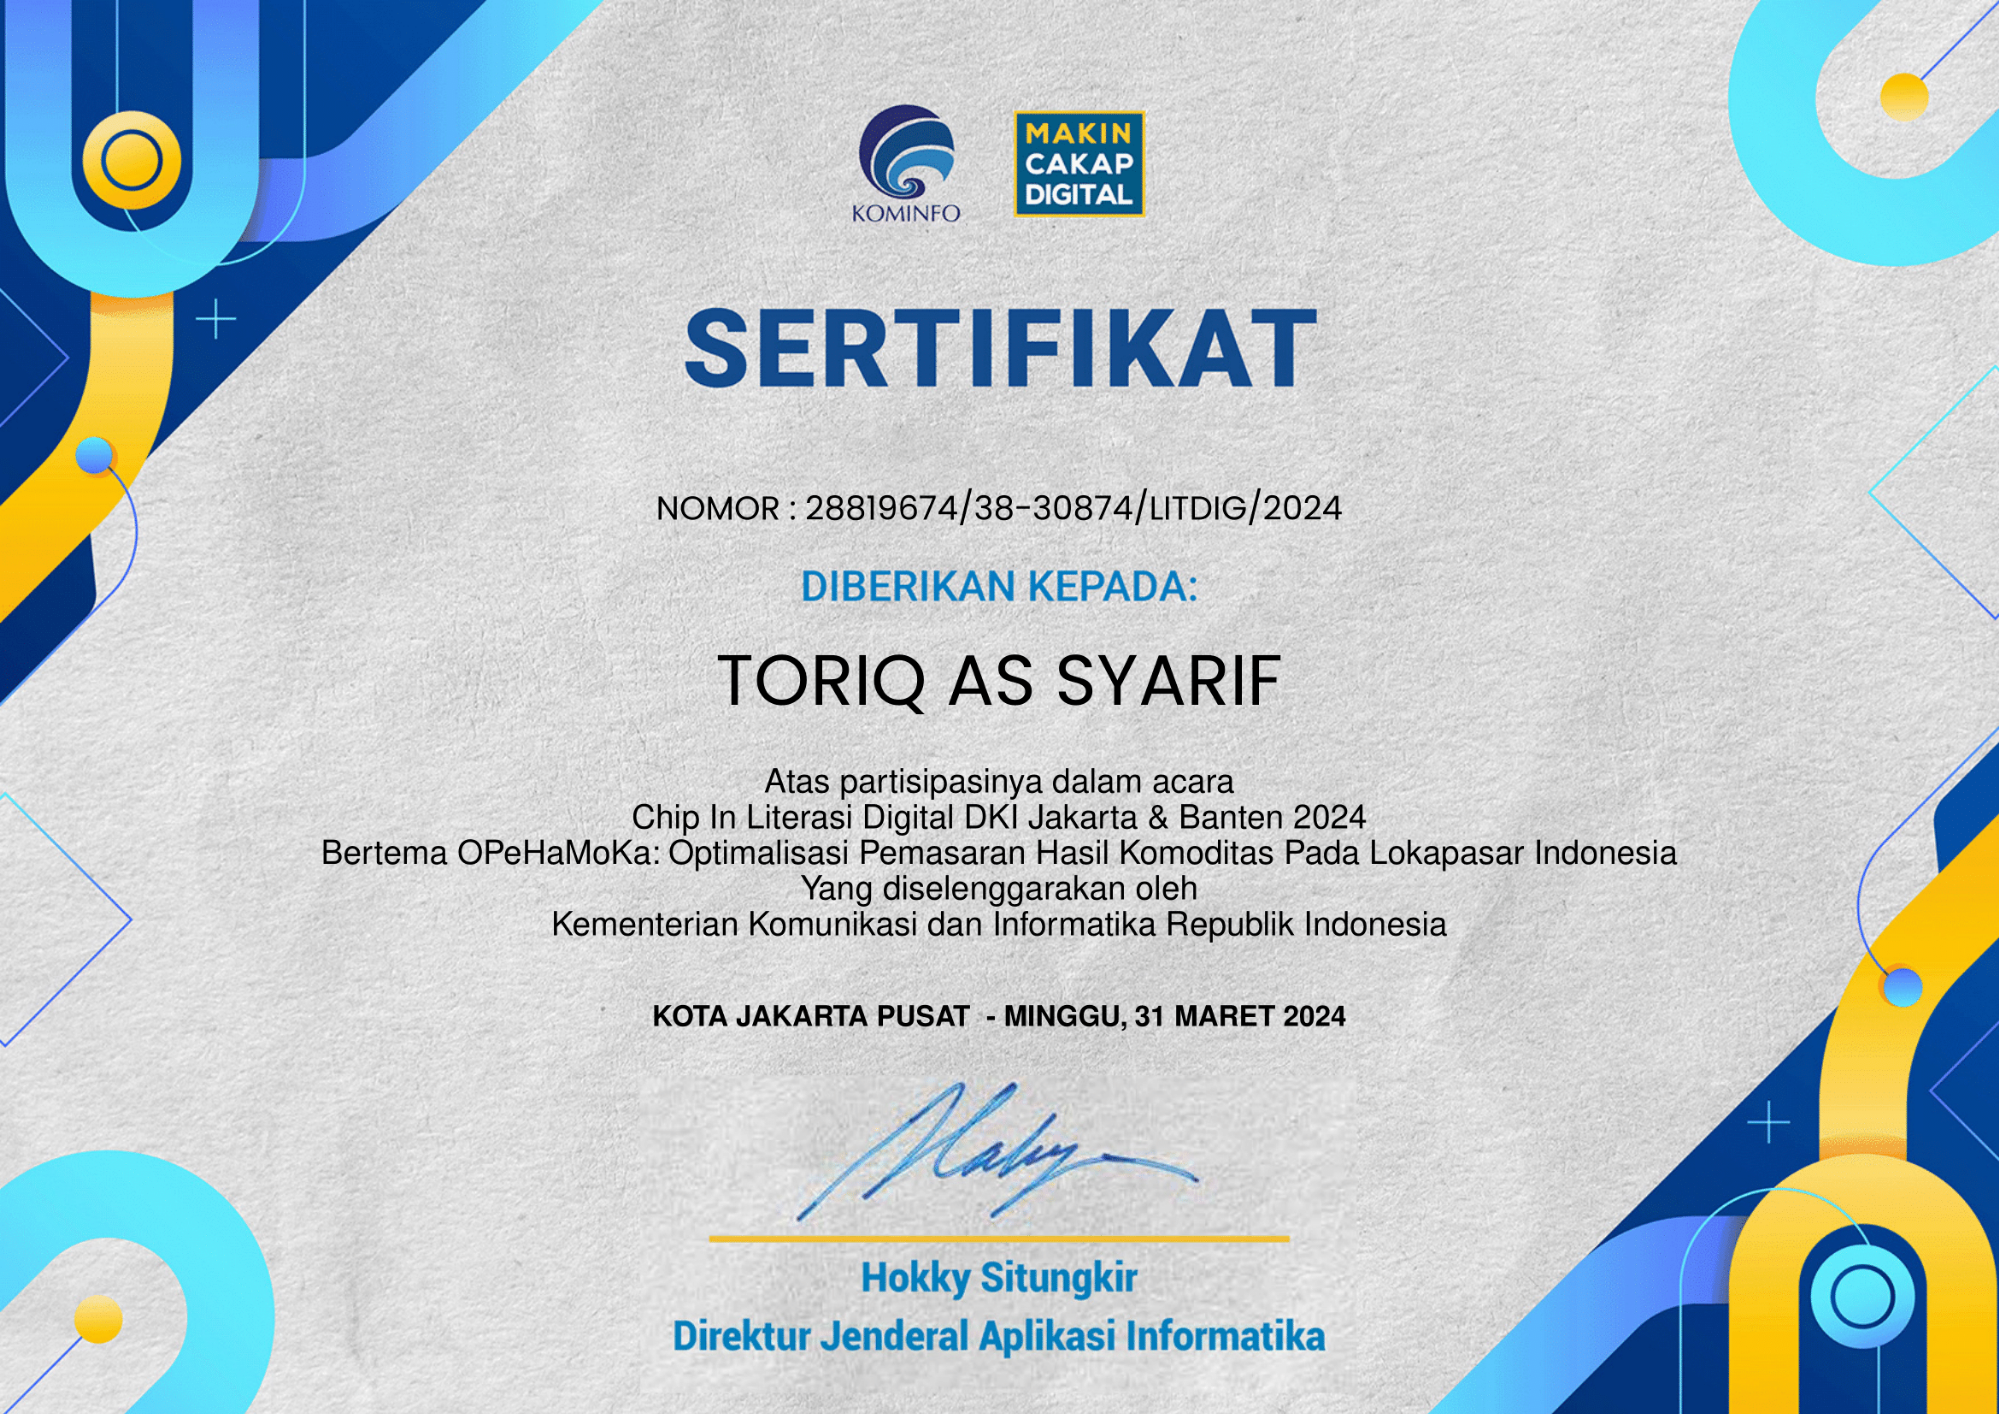 KOMINFO
MAKIN
CAKAP
DIGITAL
SERTIFIKAT
NOMOR : 28819674/38-30874/LITDIG/2024
DIBERIKAN KEPADA:
TORIQ AS SYARIF
Atas partisipasinya dalam acara
Chip In Literasi Digital DKI Jakarta & Banten 2024
Bertema OPeHaMoKa: Optimalisasi Pemasaran Hasil Komoditas Pada Lokapasar Indonesia
Yang diselenggarakan oleh
Kementerian Komunikasi dan Informatika Republik Indonesia
KOTA JAKARTA PUSAT - MINGGU, 31 MARET 2024
Hokky Situngkir
Direktur Jenderal Aplikasi Informatika